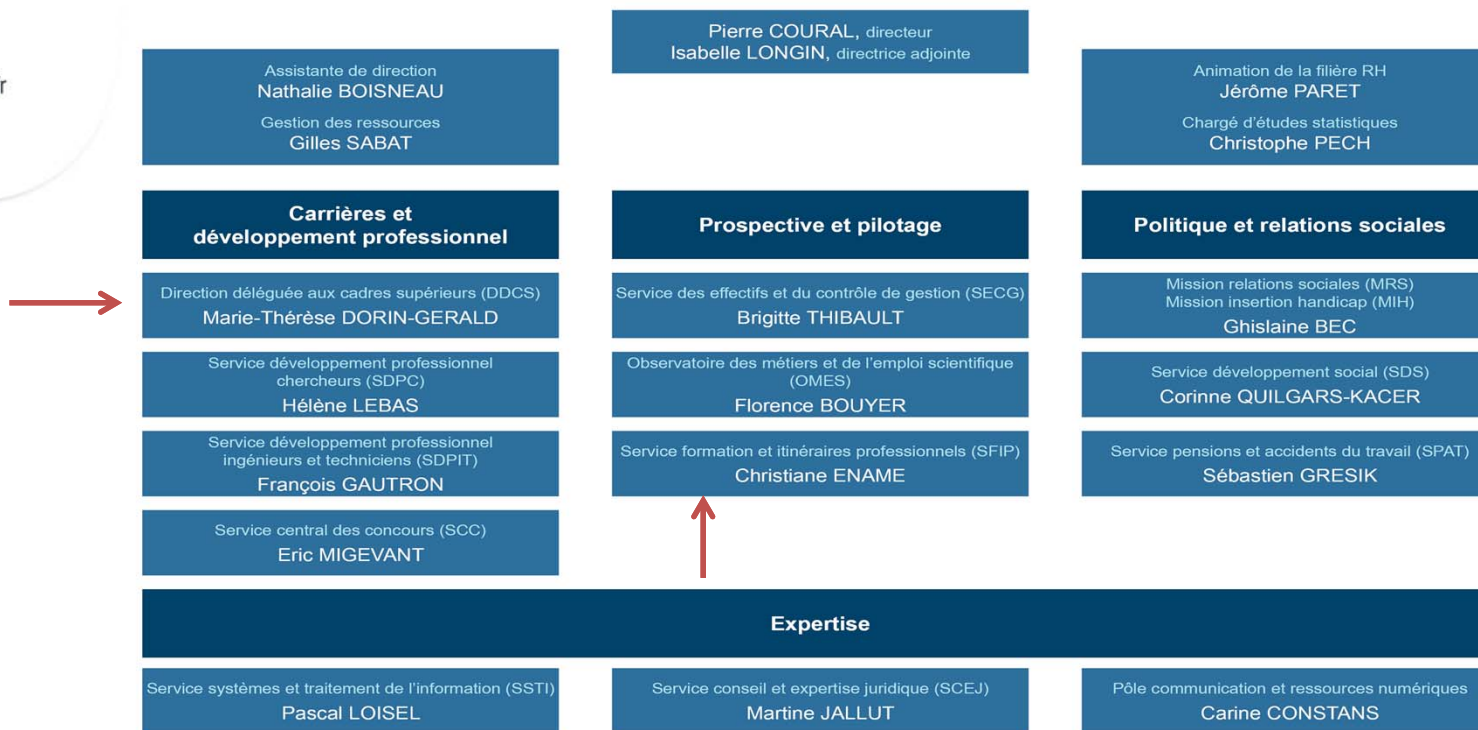 r
Pierre COURAL, directeur
Isabelle LONGIN, directrice adjointe
Assistante de direction
Nathalie BOISNEAU
Gestion des ressources
Gilles SABAT
Animation de la filière RH
Jérôme PARET
Chargé d'études statistiques
Christophe PECH
Carrières et
développement professionnel
Direction déléguée aux cadres supérieurs (DDCS)
Marie-Thérèse DORIN-GERALD
Service développement professionnel
chercheurs (SDPC)
Hélène LEBAS
Service développement professionnel
ingénieurs et techniciens (SDPIT)
François GAUTRON
Service central des concours (SCC)
Eric MIGEVANT
Prospective et pilotage
Service des effectifs et du contrôle de gestion (SECG)
Brigitte THIBAULT
Observatoire des métiers et de l'emploi scientifique
(OMES)
Florence BOUYER
Service formation et itinéraires professionnels (SFIP)
Christiane ENAME
Politique et relations sociales
Mission relations sociales (MRS)
Mission insertion handicap (MIH)
Ghislaine BEC
Service développement social (SDS)
Corinne QUILGARS-KACER
Service pensions et accidents du travail (SPAT)
Sébastien GRESIK
Expertise
Service systèmes et traitement de l'information (SSTI)
Pascal LOISEL
Service conseil et expertise juridique (SCEJ)
Martine JALLUT
Pôle communication et ressources numériques
Carine CONSTANS